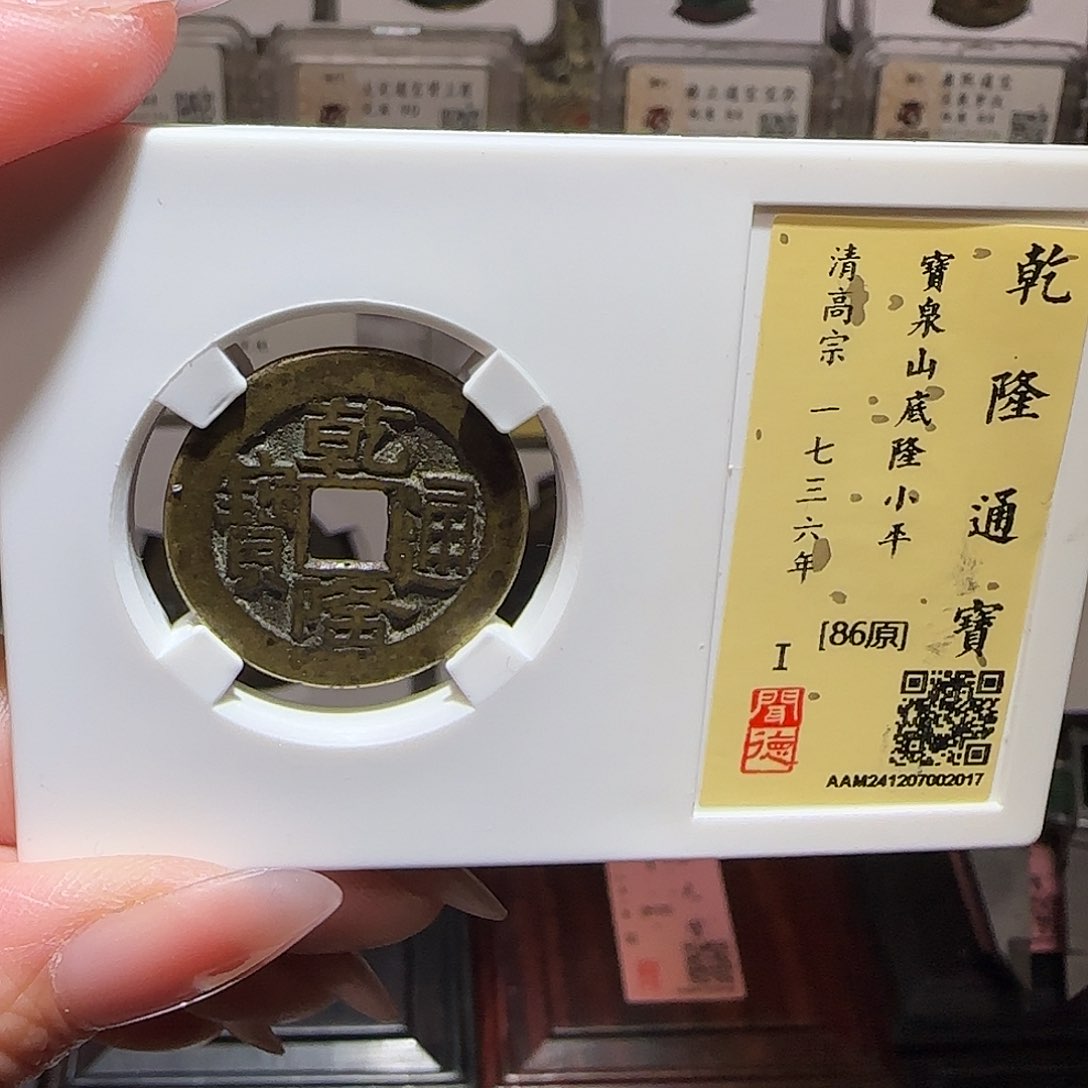 乾隆通寶
乾隆通寶
寶泉山底隆小平
清高宗 一七三六年
[86原]
I
聞德
AAM241207002017